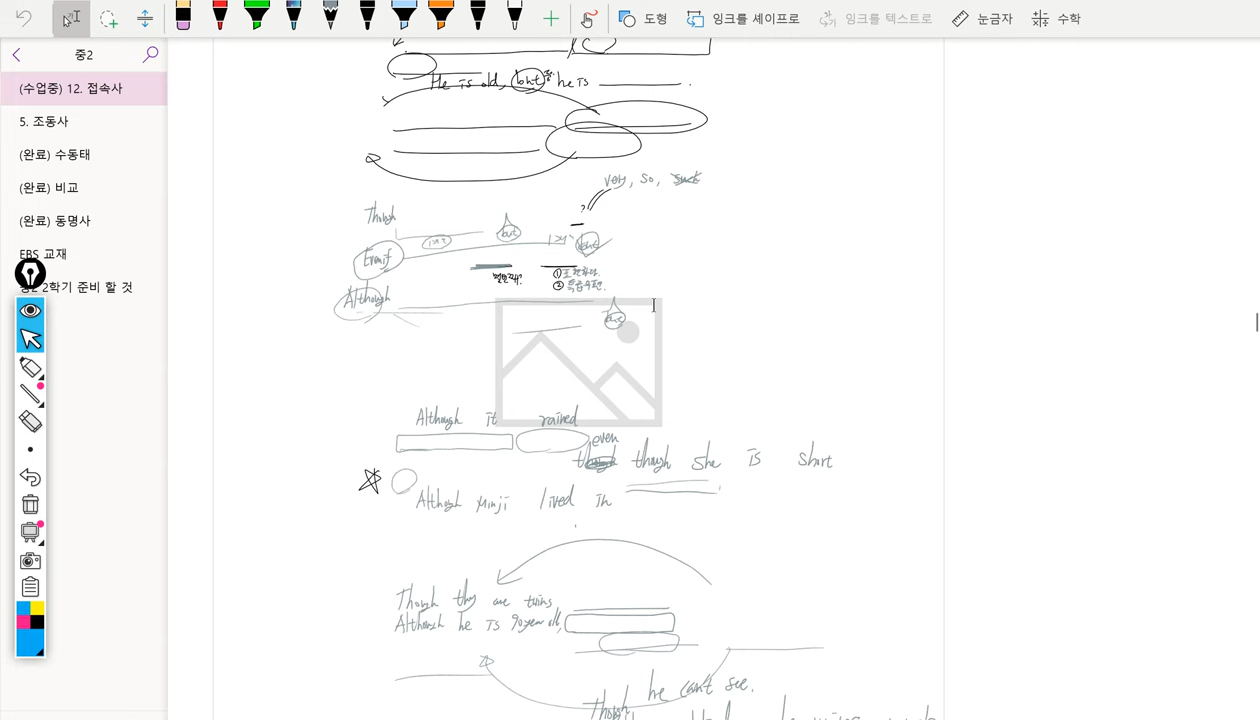 도형
잉크를 셰이프로
잉크를 텍스트로
눈금자
수학
중2
(수업중) 12. 접속사
5. 조동사
(완료) 수동태
(완료) 비교
(완료) 동명사
EBS 교재
2학기 준비 할 것
He is old, but he is
very, so, such
Though
but
Even if
Although
Although it rained
even
though she is short
Although Minji lived in
Though they are twins
Although he is 90 year old,
he can't see.
Though